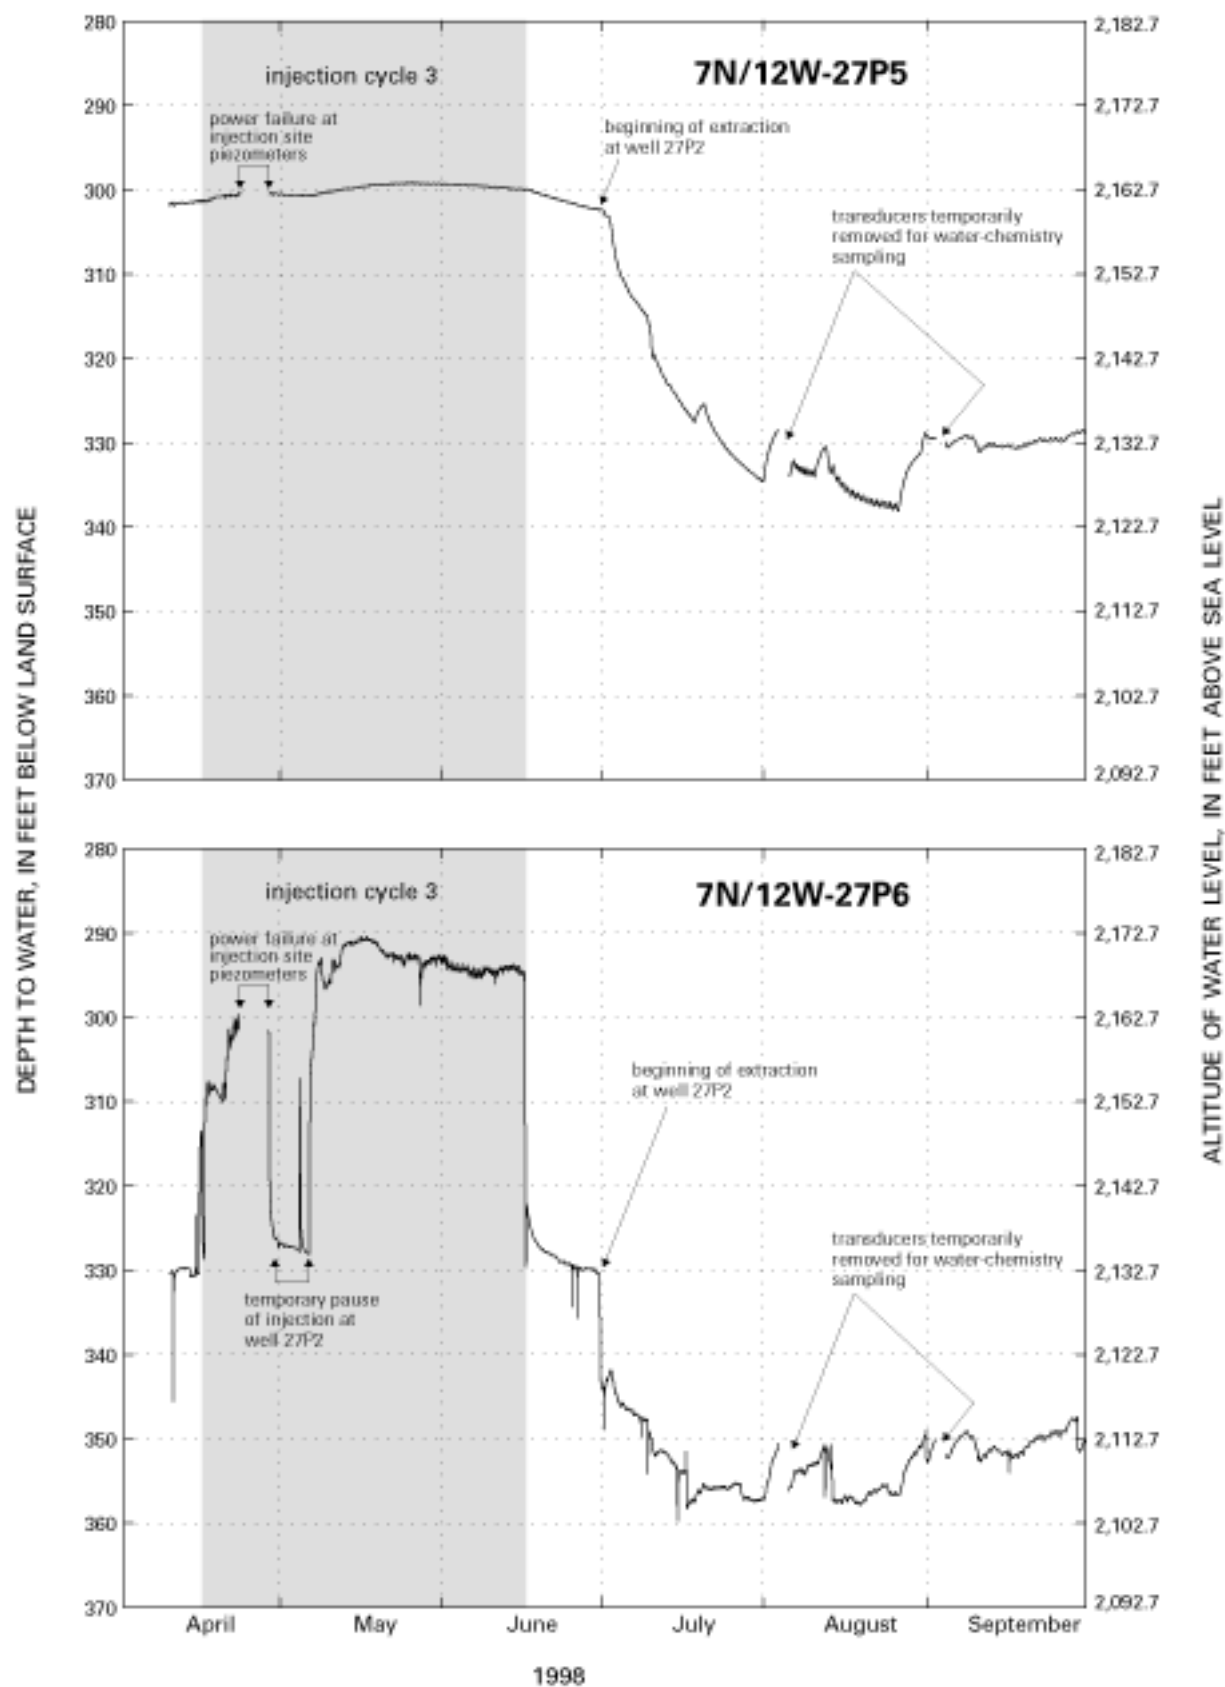 280
2,182.7
injection cycle 3
7N/12W-27P5
290
2,172.7
power failure at
injection site
piezometers
beginning of extraction
at well 27P2
300
2,162.7
transducers temporarily
removed for water-chemistry
sampling
310
2,152.7
320
2,142.7
330
2,132.7
340
2,122.7
350
2,112.7
360
2,102.7
370
2,092.7
DEPTH TO WATER, IN FEET BELOW LAND SURFACE
ALTITUDE OF WATER LEVEL, IN FEET ABOVE SEA LEVEL
280
2,182.7
injection cycle 3
7N/12W-27P6
290
2,172.7
power failure at
injection site
piezometers
300
2,162.7
beginning of extraction
at well 27P2
310
2,152.7
320
2,142.7
transducers temporarily
removed for water-chemistry
sampling
330
2,132.7
temporary pause
of injection at
well 27P2
340
2,122.7
350
2,112.7
360
2,102.7
370
2,092.7
April May June July August September
1998